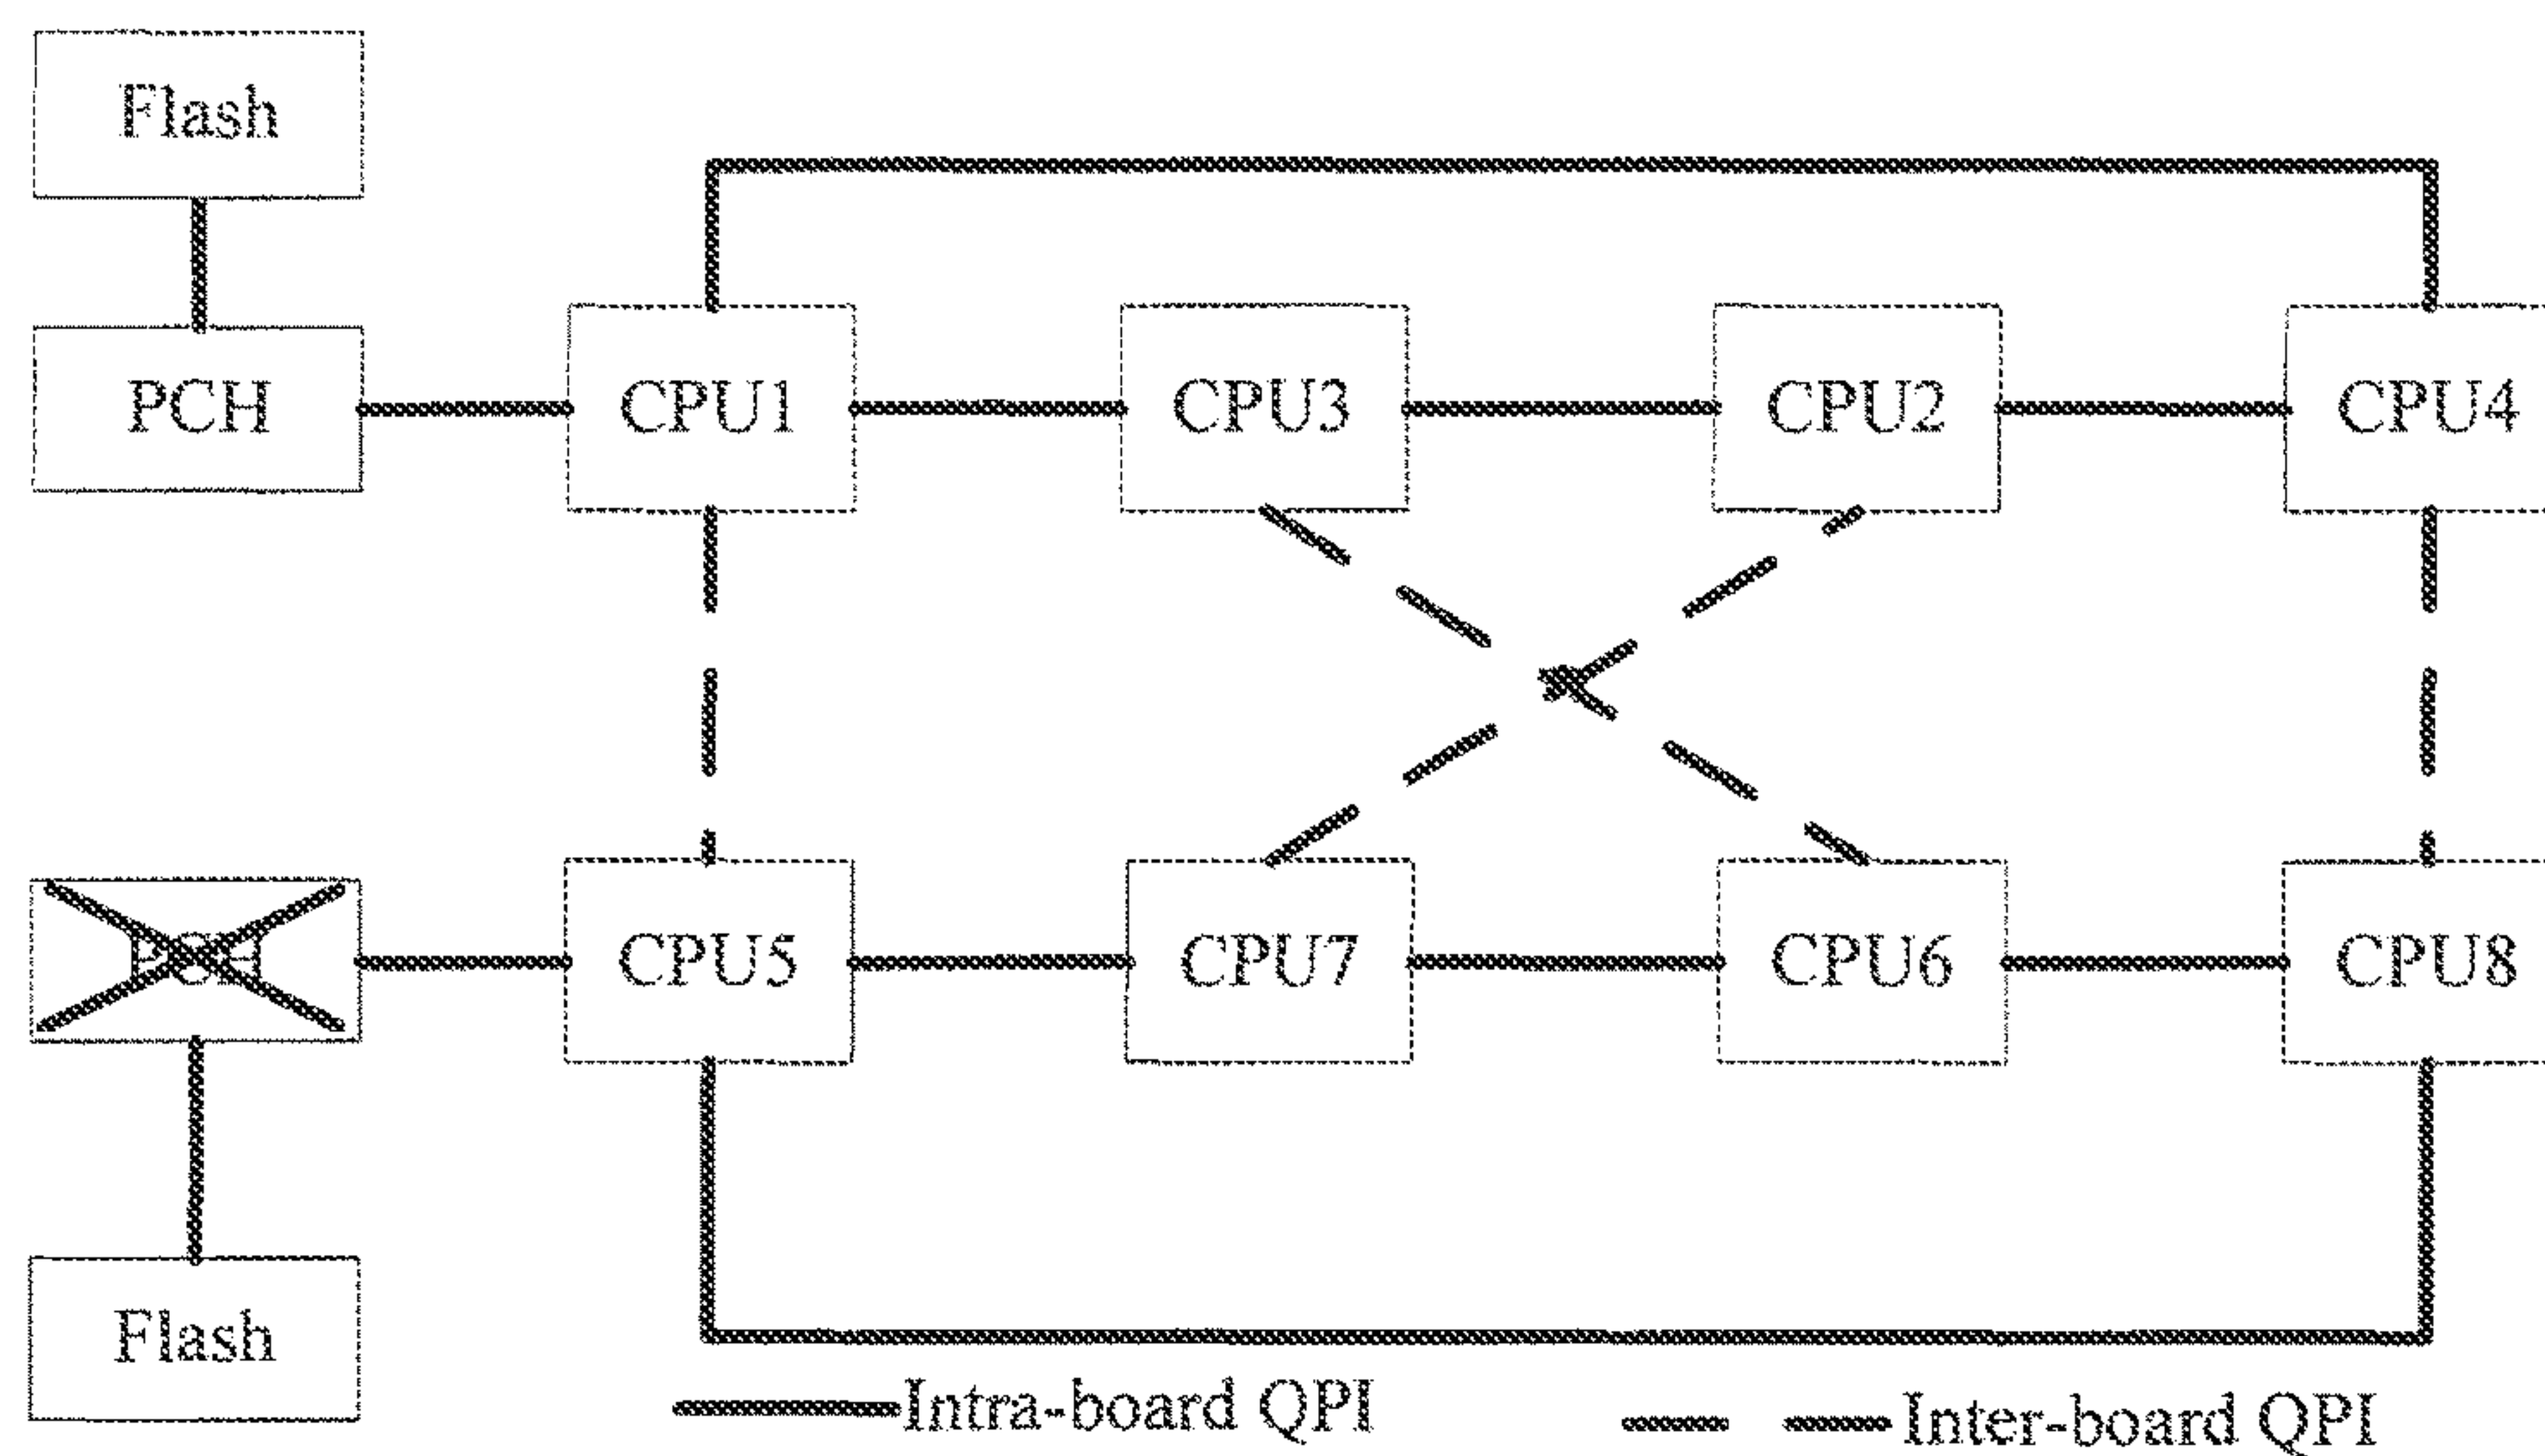 Flash
PCH
CPU1
CPU3
CPU2
CPU4
CPU5
CPU7
CPU6
CPU8
Flash
Intra-board QPI
Inter-board QPI